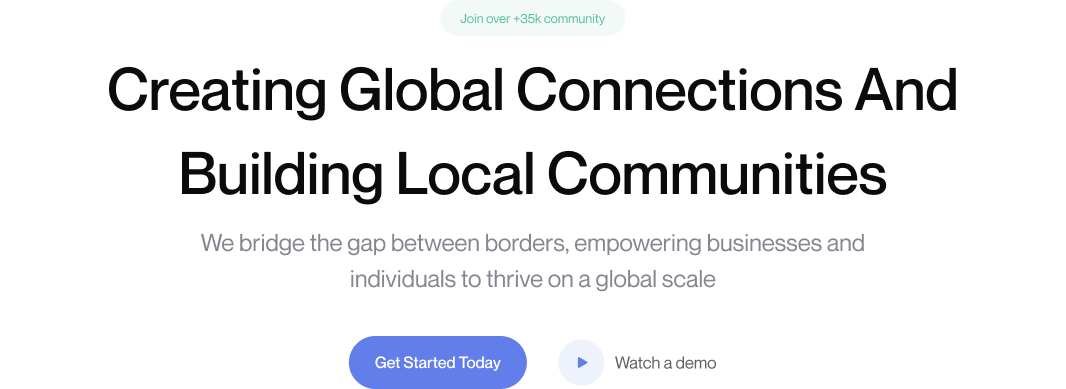 Join over +35k community
Creating Global Connections And
Building Local Communities
We bridge the gap between borders, empowering businesses and
individuals to thrive on a global scale
Get Started Today
Watch a demo